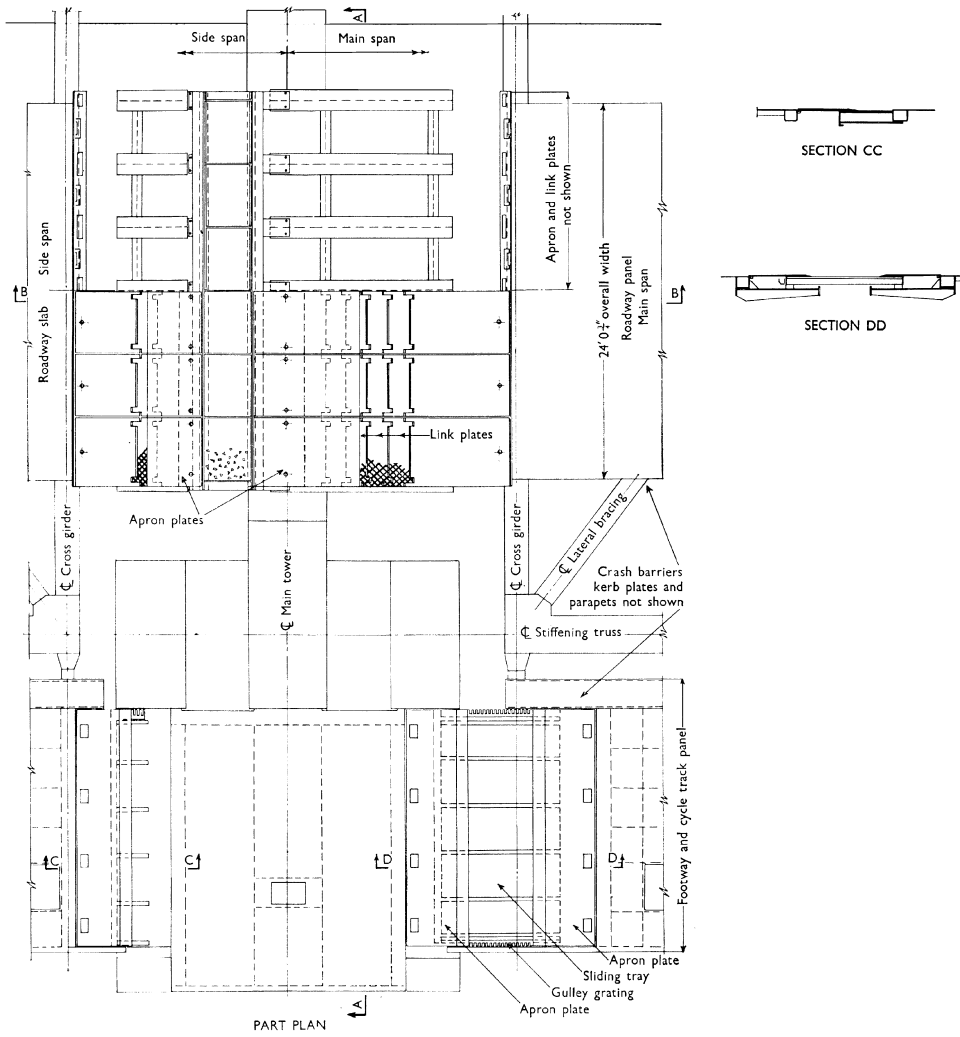 A
Side span
Main span
Side span
Roadway slab
Apron and link plates
not shown
24' 0¾" overall width
Roadway panel
Main span
B
B
SECTION CC
SECTION DD
Link plates
Apron plates
℄ Cross girder
℄ Main tower
℄ Cross girder
℄ Lateral bracing
Crash barriers
kerb plates and
parapets not shown
℄ Stiffening truss
Footway and cycle track panel
C
C
D
D
Apron plate
Sliding tray
Gulley grating
Apron plate
A
PART PLAN